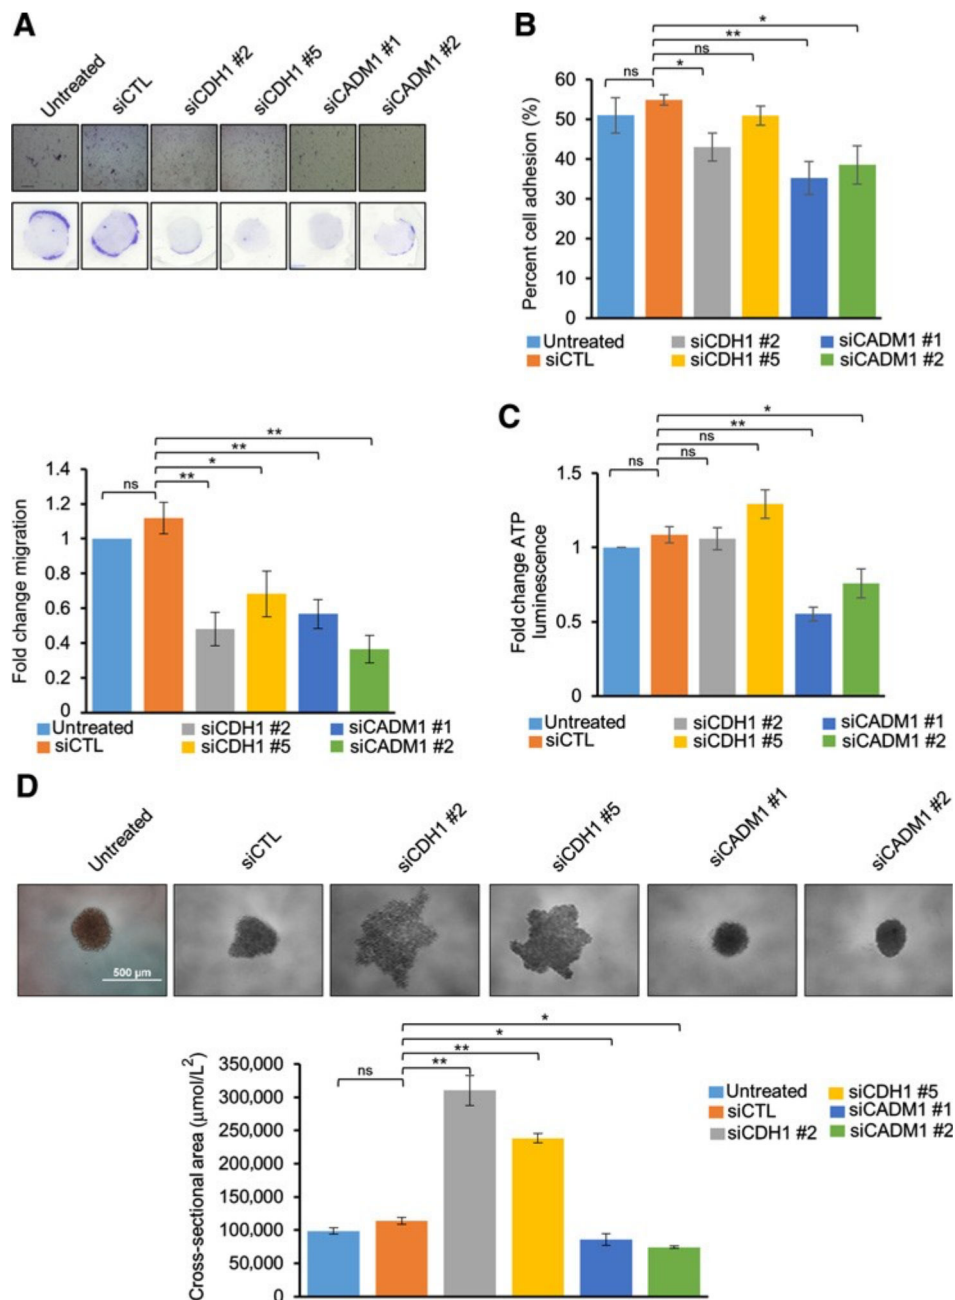 A
Untreated
siCTL
siCDH1 #2
siCDH1 #5
siCADM1 #1
siCADM1 #2
Fold change migration
1.4
1.2
1.0
0.8
0.6
0.4
0.2
0
ns
**
*
**
**
Untreated
siCTL
siCDH1 #2
siCDH1 #5
siCADM1 #1
siCADM1 #2
B
Percent cell adhesion (%)
60
50
40
30
20
10
0
*
**
ns
*
ns
Untreated
siCTL
siCDH1 #2
siCDH1 #5
siCADM1 #1
siCADM1 #2
C
Fold change ATP
luminescence
1.5
1
0.5
0
*
**
ns
ns
ns
Untreated
siCTL
siCDH1 #2
siCDH1 #5
siCADM1 #1
siCADM1 #2
D
Untreated
siCTL
siCDH1 #2
siCDH1 #5
siCADM1 #1
siCADM1 #2
500 µm
Cross-sectional area (µmol/L²)
350,000
300,000
250,000
200,000
150,000
100,000
50,000
0
*
*
**
**
ns
Untreated
siCTL
siCDH1 #2
siCDH1 #5
siCADM1 #1
siCADM1 #2